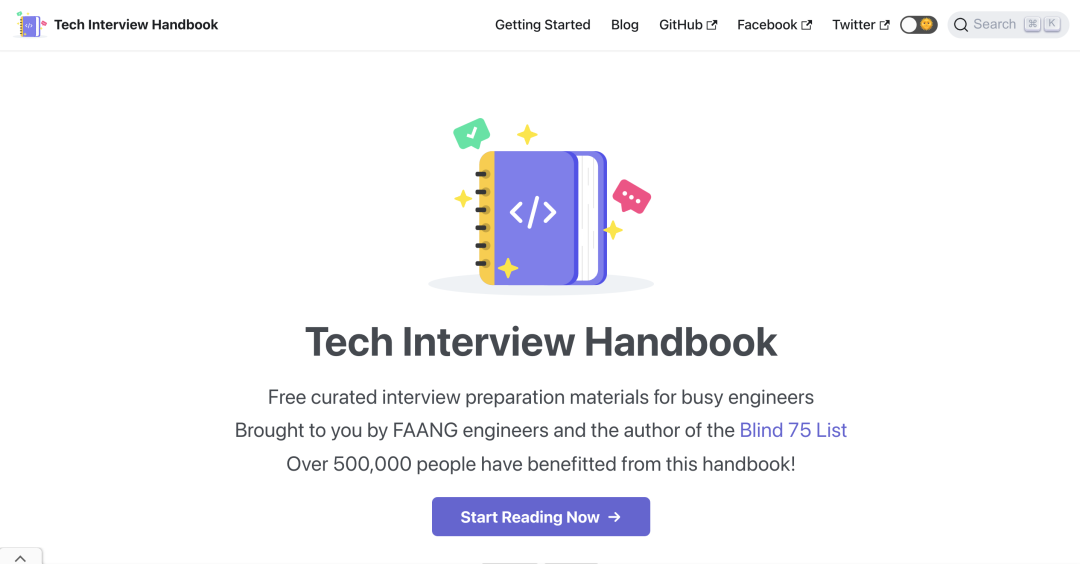 Tech Interview Handbook
Getting Started Blog GitHub Facebook Twitter Search ⌘ K
</>
Tech Interview Handbook
Free curated interview preparation materials for busy engineers
Brought to you by FAANG engineers and the author of the Blind 75 List
Over 500,000 people have benefitted from this handbook!
Start Reading Now →